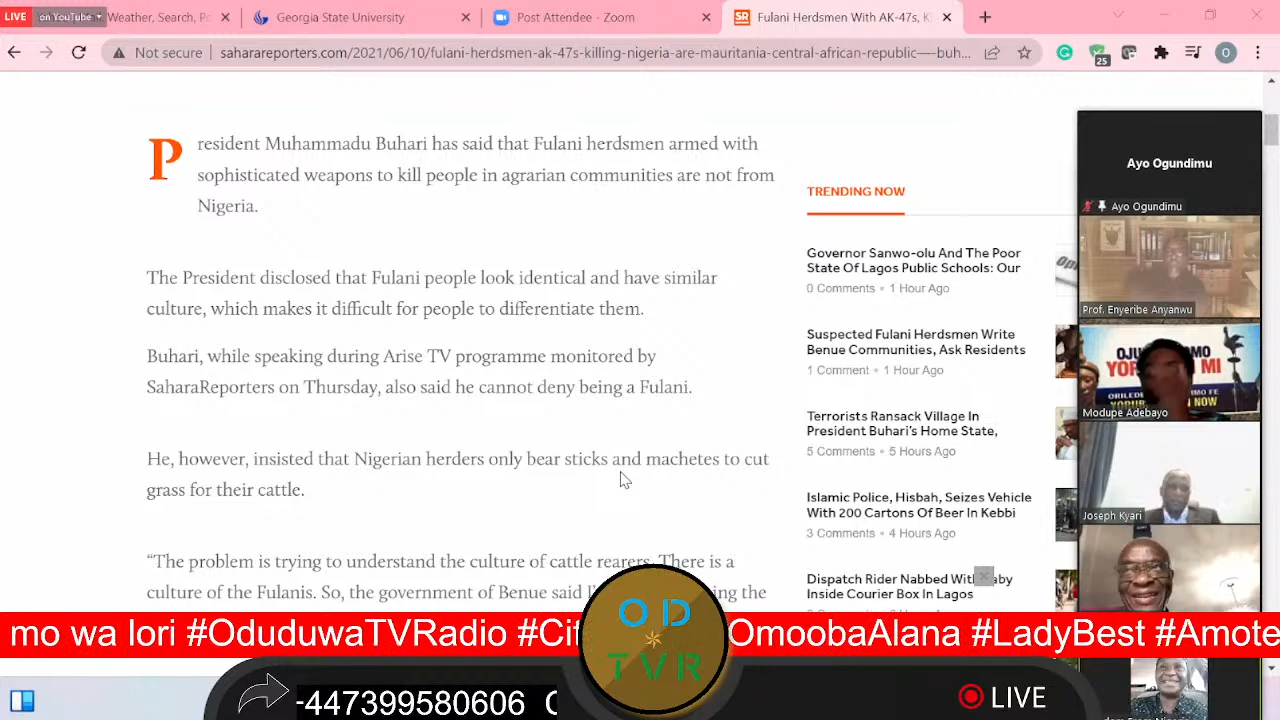 LIVE on YouTube
Weather, Search,
Georgia State University
Post Attendee - Zoom
Fulani Herdsmen With AK-47s,
Not secure
saharareporters.com/2021/06/10/fulani-herdsmen-ak-47s-killing-nigeria-are-mauritania-central-african-republic-—-buh...
25
O
President Muhammadu Buhari has said that Fulani herdsmen armed with
sophisticated weapons to kill people in agrarian communities are not from
Nigeria.
The President disclosed that Fulani people look identical and have similar
culture, which makes it difficult for people to differentiate them.
Buhari, while speaking during Arise TV programme monitored by
SaharaReporters on Thursday, also said he cannot deny being a Fulani.
He, however, insisted that Nigerian herders only bear sticks and machetes to cut
grass for their cattle.
“The problem is trying to understand the culture of cattle rearers. There is a
culture of the Fulanis. So, the government of Benue said
the
TRENDING NOW
Governor Sanwo-olu And The Poor
State Of Lagos Public Schools: Our
0 Comments • 1 Hour Ago
Suspected Fulani Herdsmen Write
Benue Communities, Ask Residents
1 Comment • 1 Hour Ago
Terrorists Ransack Village In
President Buhari's Home State,
5 Comments • 5 Hours Ago
Islamic Police, Hisbah, Seizes Vehicle
With 200 Cartons Of Beer In Kebbi
3 Comments • 4 Hours Ago
Dispatch Rider Nabbed With Baby
Inside Courier Box In Lagos
Ayo Ogundimu
Ayo Ogundimu
Prof. Enyeribe Anyanwu
Modupe Adebayo
Joseph Kyari
mo wa lori #OduduwaTVRadio
OmoobaAlana #LadyBest #Amote
OD
TVR
-447399580606
LIVE